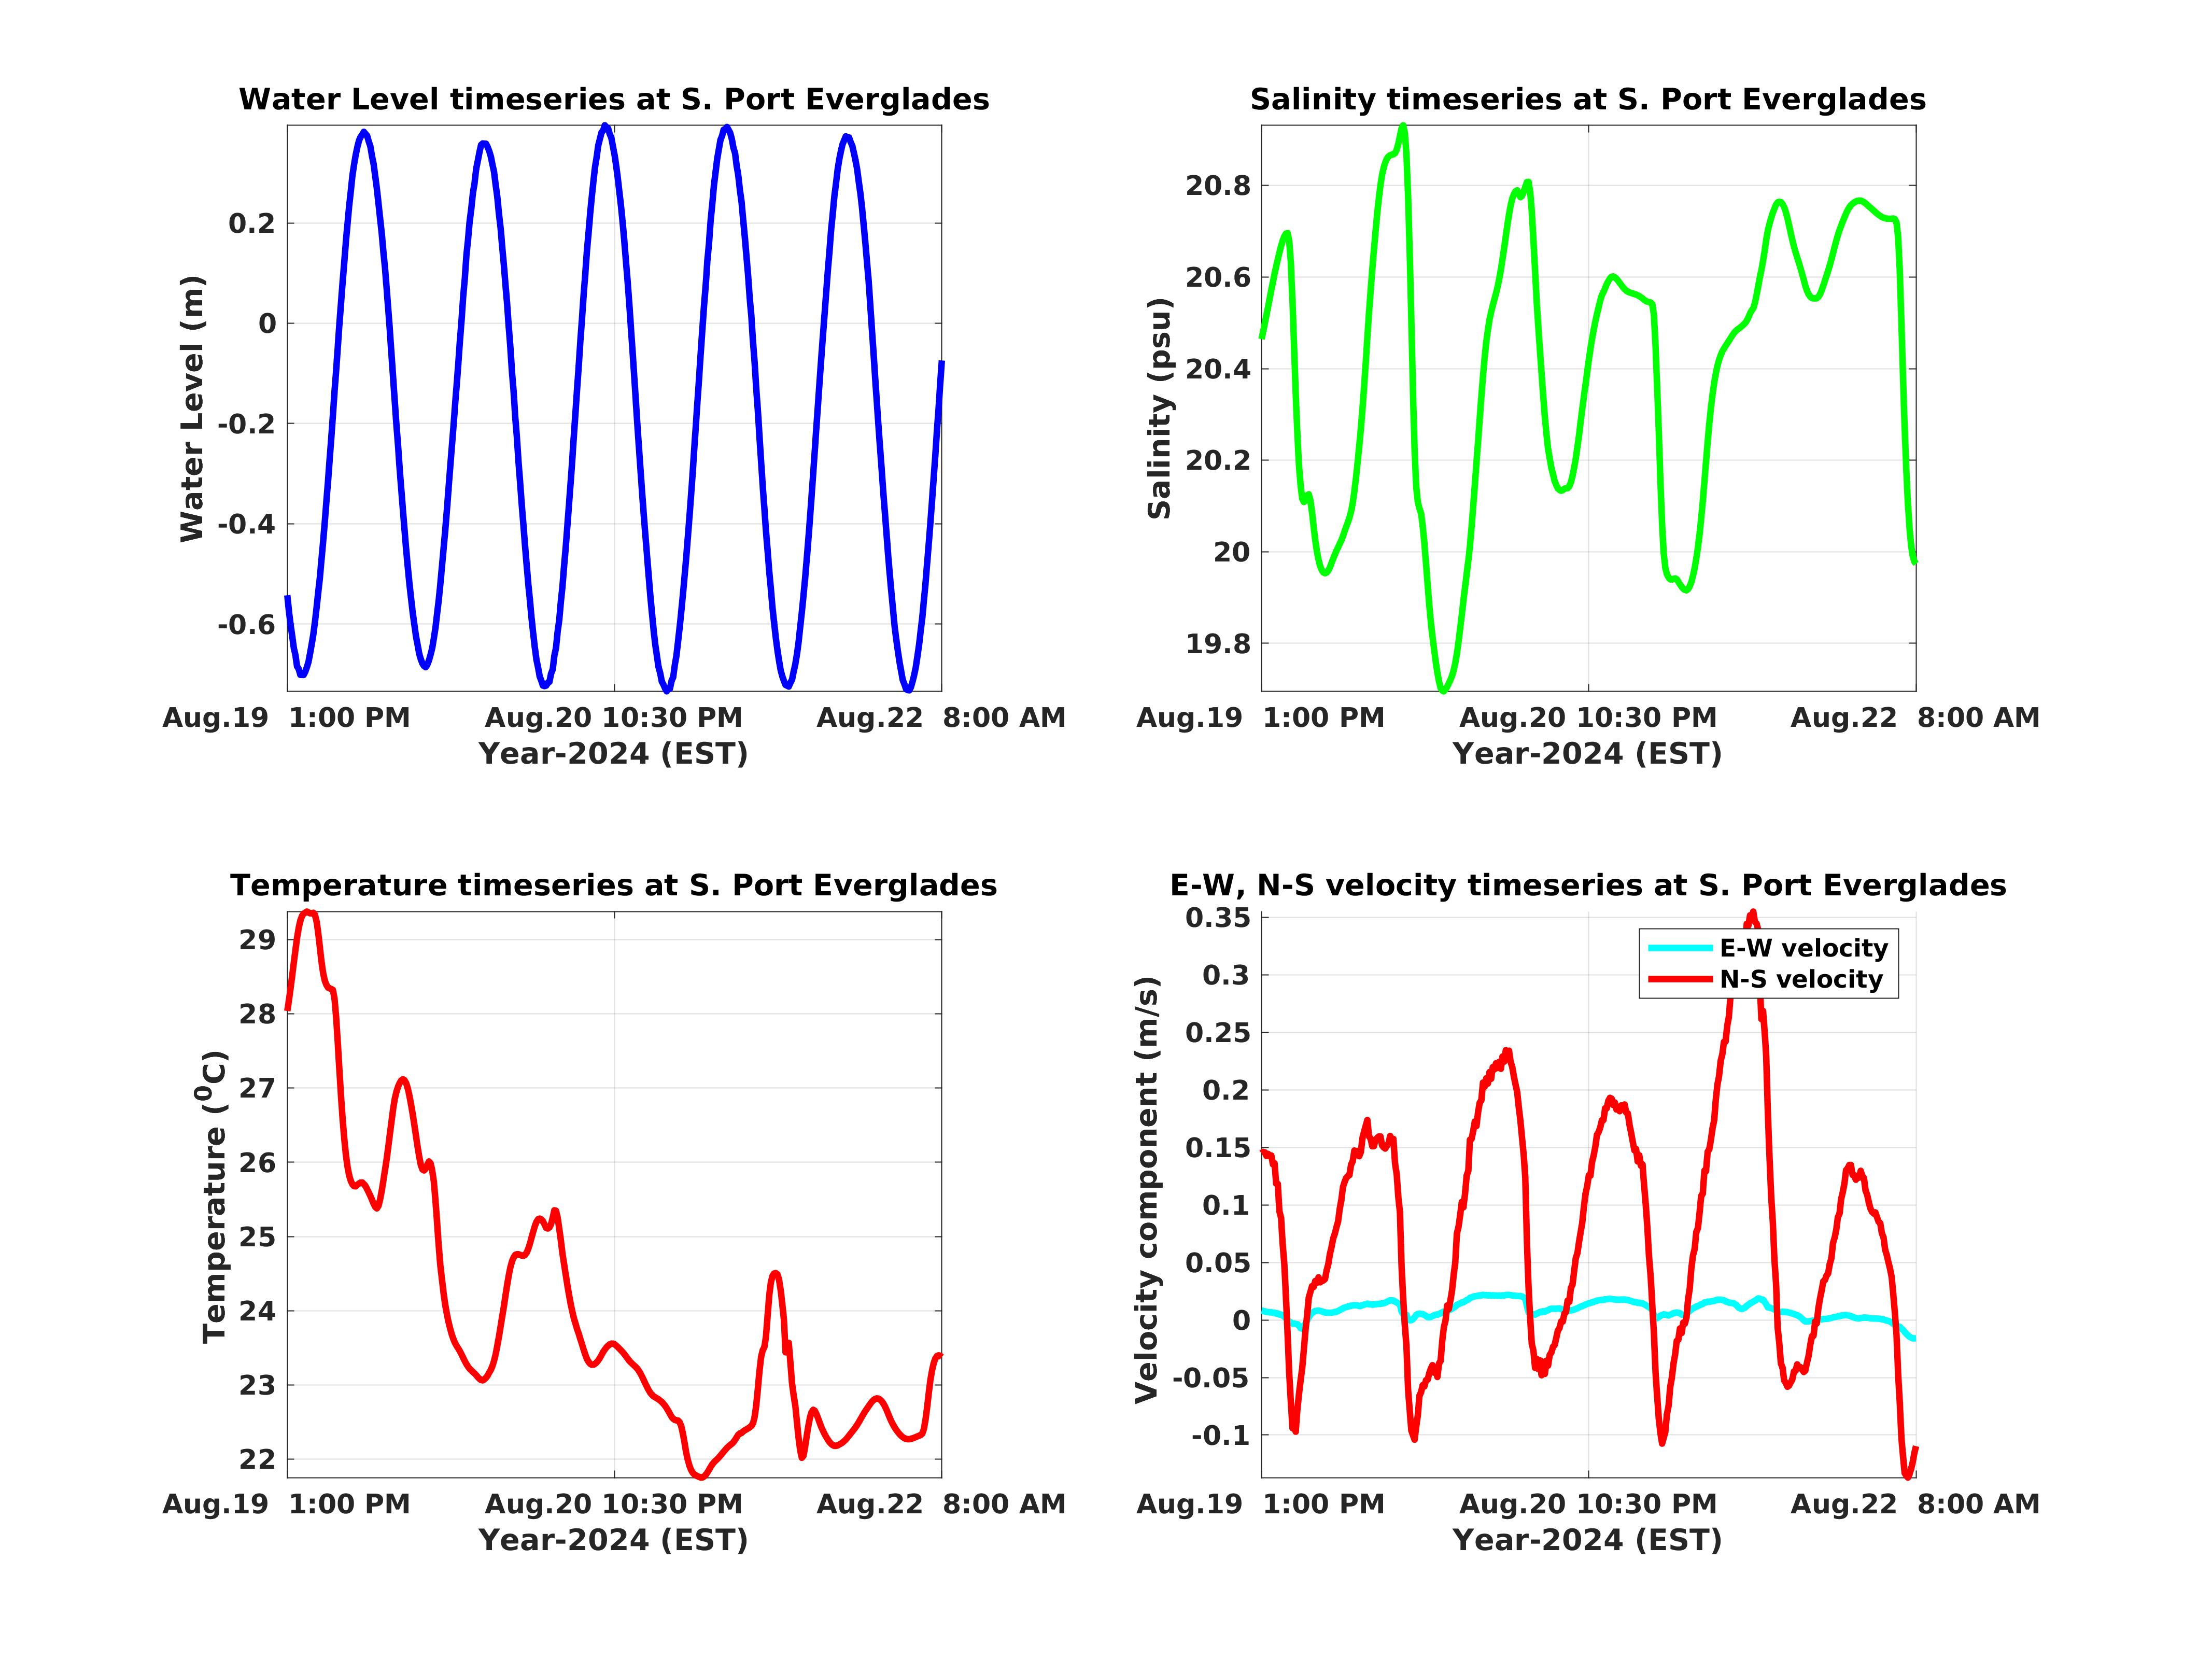 Water Level timeseries at S. Port Everglades
Water Level (m)
0.2
0
-0.2
-0.4
-0.6
Aug.19 1:00 PM Aug.20 10:30 PM Aug.22 8:00 AM
Year-2024 (EST)
Salinity timeseries at S. Port Everglades
Salinity (psu)
20.8
20.6
20.4
20.2
20
19.8
Aug.19 1:00 PM Aug.20 10:30 PM Aug.22 8:00 AM
Year-2024 (EST)
Temperature timeseries at S. Port Everglades
Temperature (⁰C)
29
28
27
26
25
24
23
22
Aug.19 1:00 PM Aug.20 10:30 PM Aug.22 8:00 AM
Year-2024 (EST)
E-W, N-S velocity timeseries at S. Port Everglades
Velocity component (m/s)
0.35
0.3
0.25
0.2
0.15
0.1
0.05
0
-0.05
-0.1
E-W velocity
N-S velocity
Aug.19 1:00 PM Aug.20 10:30 PM Aug.22 8:00 AM
Year-2024 (EST)